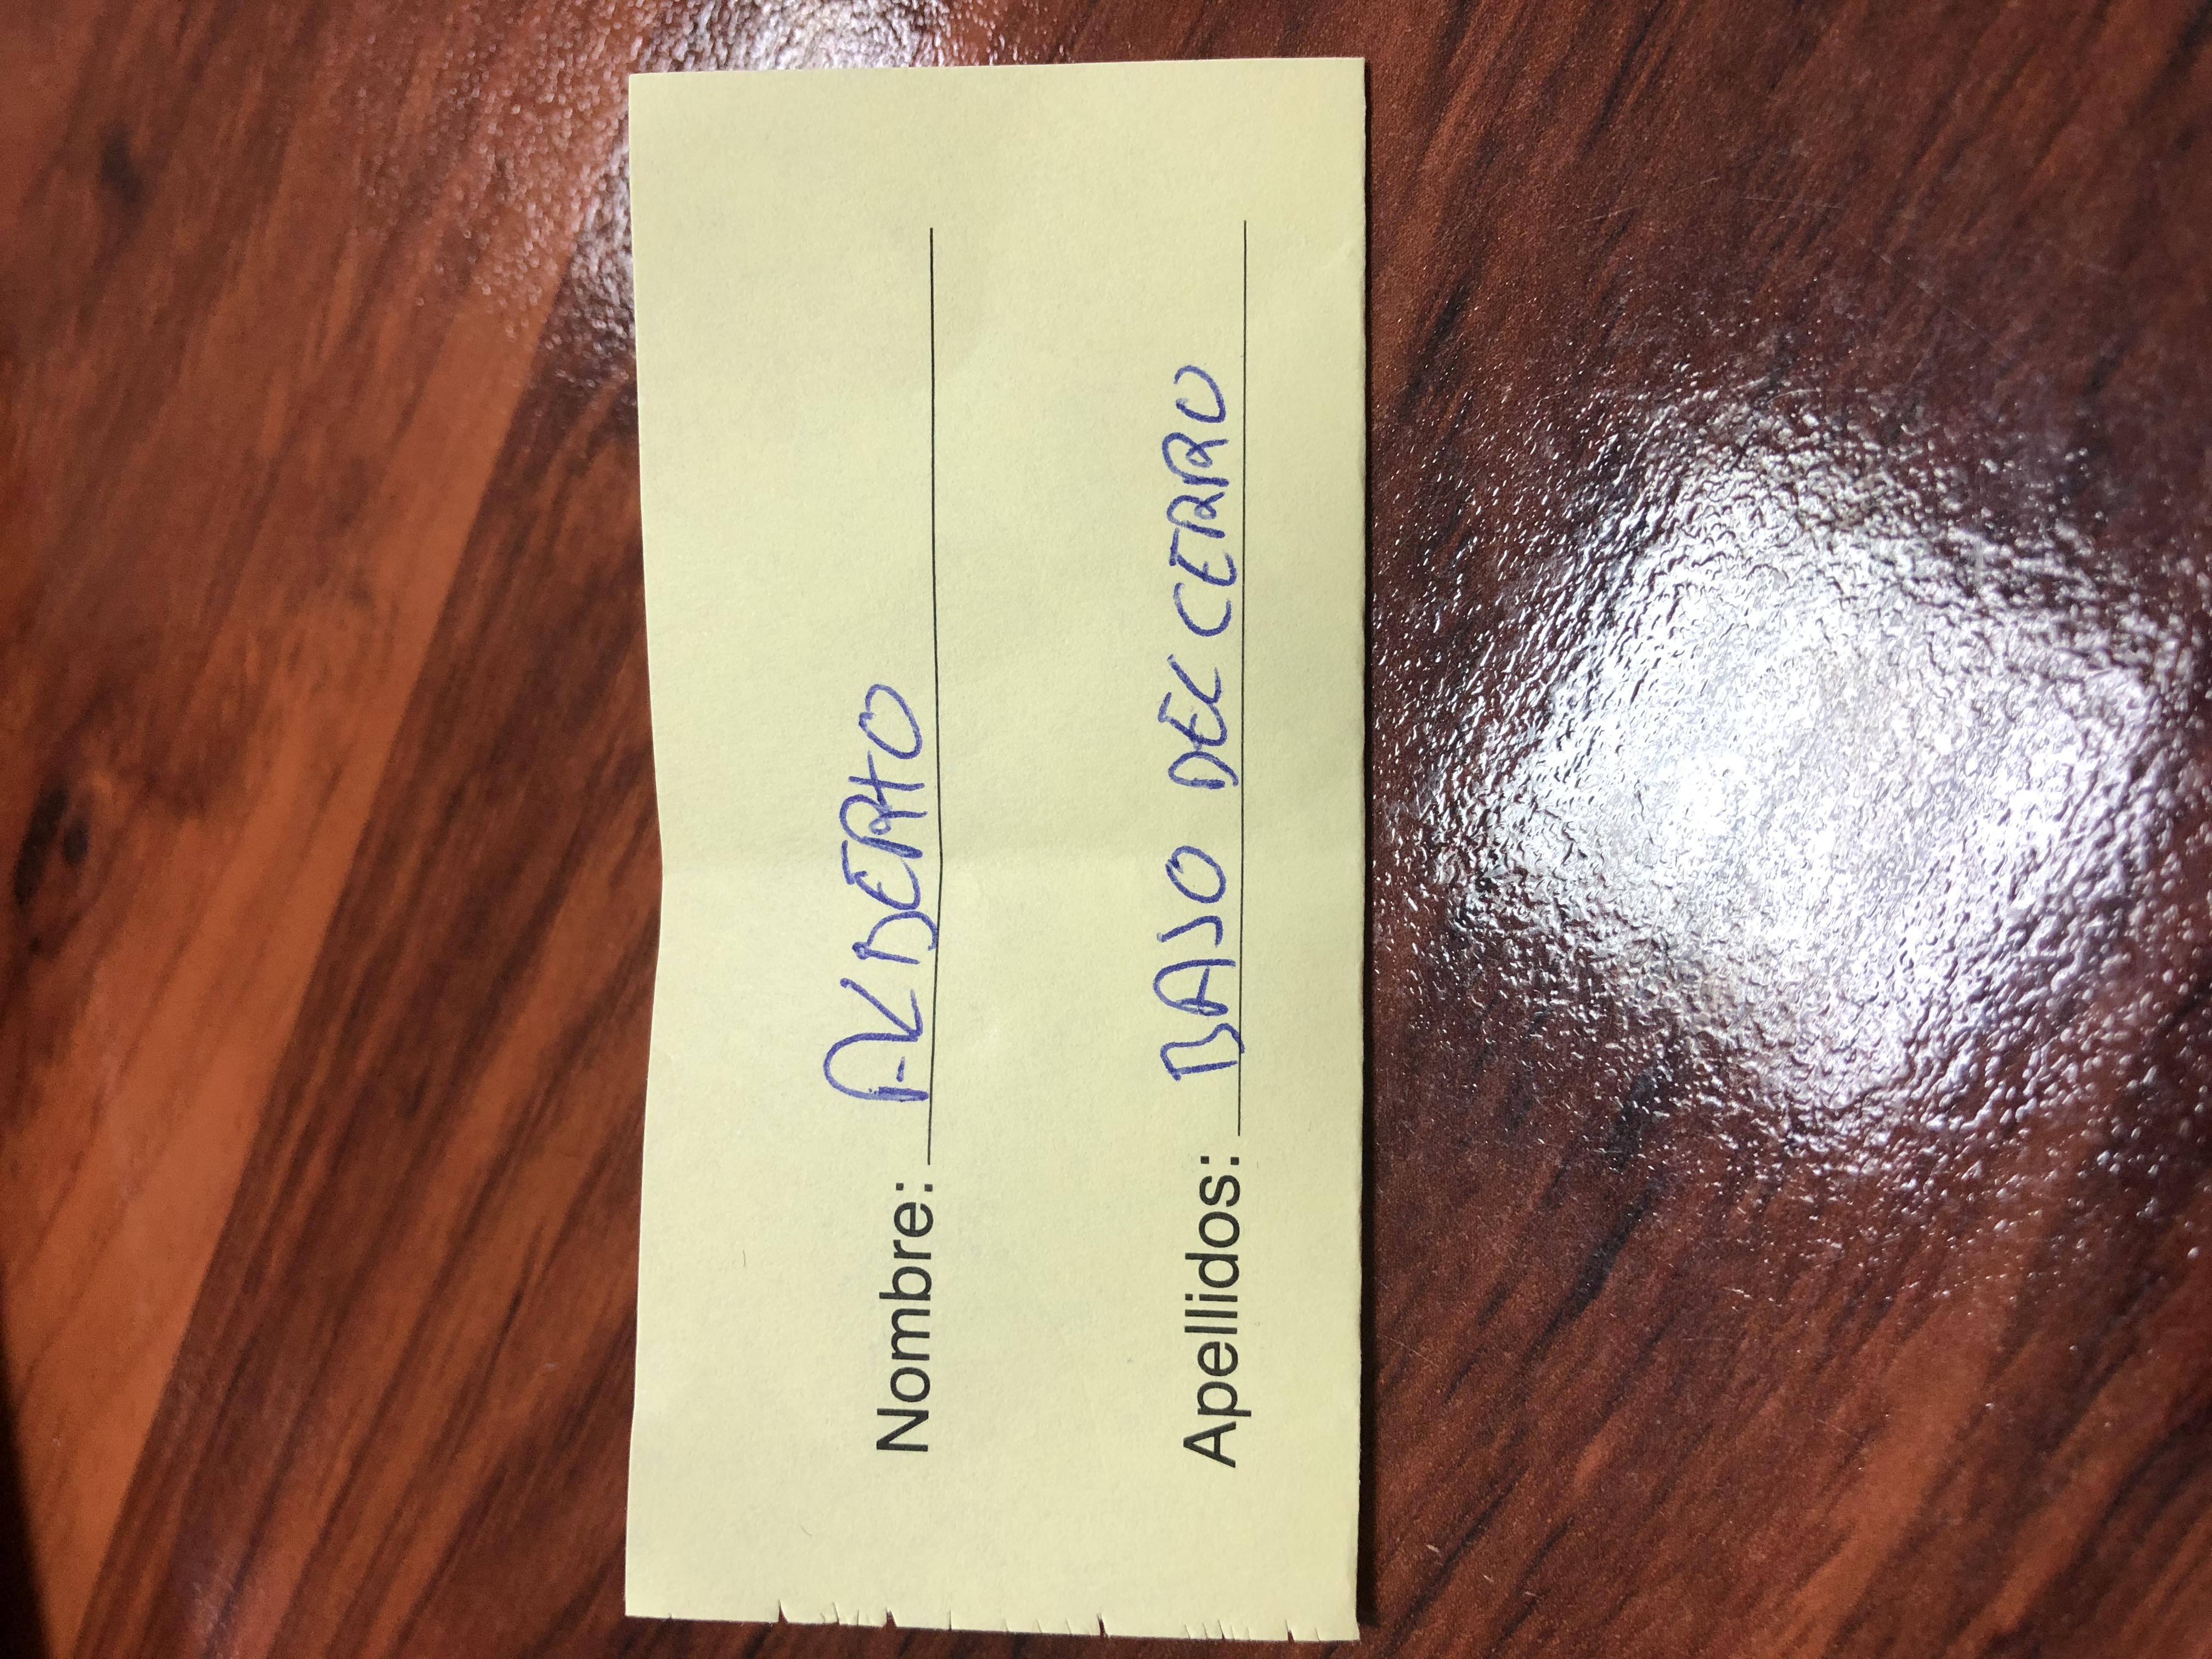 Nombre: ALBERTO
Apellidos: BAJO DEL CERRO